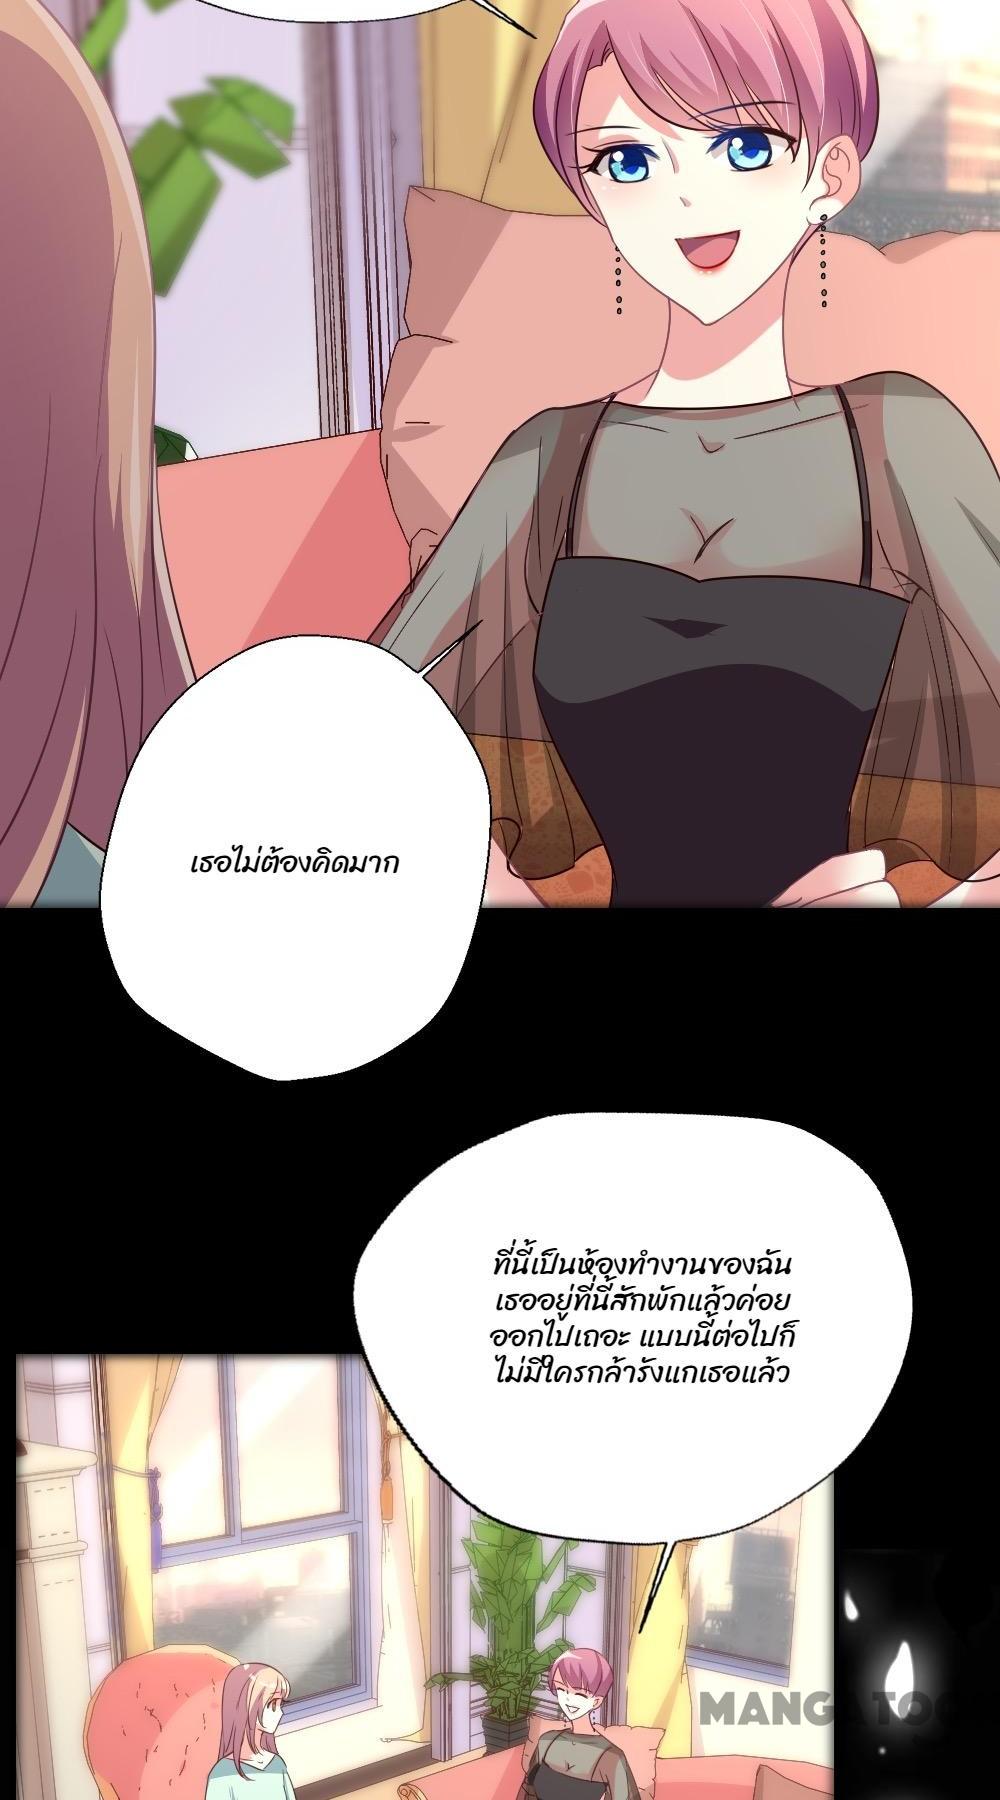 เธอไม่ต้องคิดมาก
ที่นี่เป็นห้องทำงานของฉัน
เธออยู่ที่นี่สักพักแล้วค่อย
ออกไปเถอะ แบบนี้ต่อไปก็
ไม่มีใครกล้ารังแกเธอแล้ว
MANGA TOON